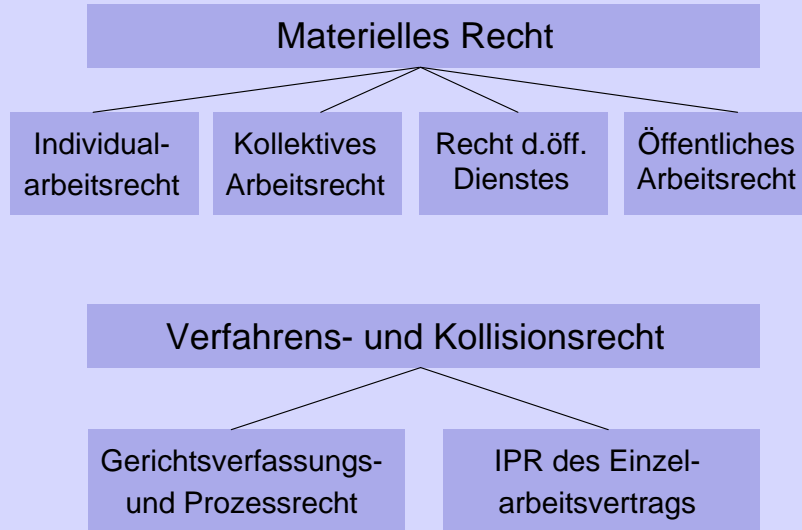 Materielles Recht
Individual-
arbeitsrecht
Kollektives
Arbeitsrecht
Recht d.öff.
Dienstes
Öffentliches
Arbeitsrecht
Verfahrens- und Kollisionsrecht
Gerichtsverfassungs-
und Prozessrecht
IPR des Einzel-
arbeitsvertrags